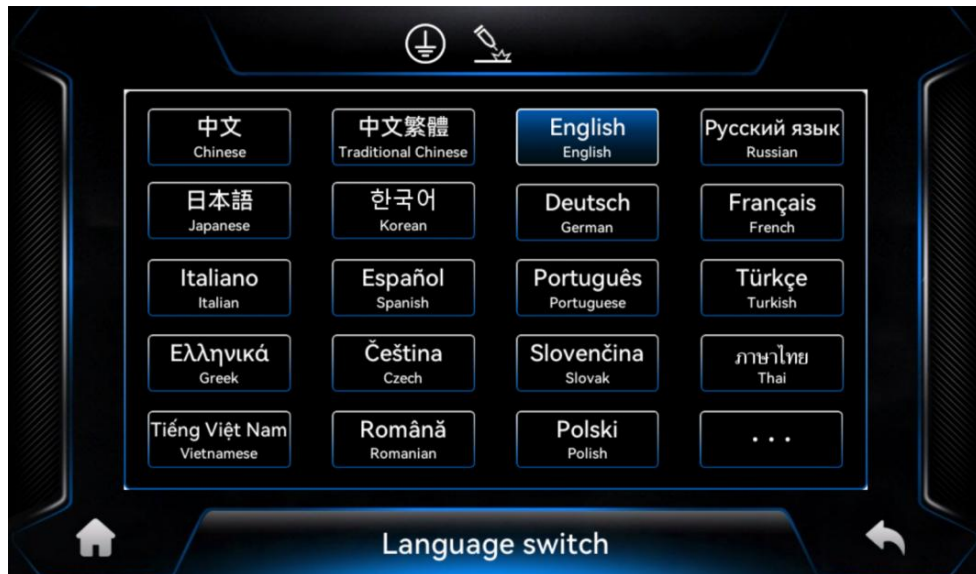 中文
Chinese
中文繁體
Traditional Chinese
English
English
Русский язык
Russian
日本語
Japanese
한국어
Korean
Deutsch
German
Français
French
Italiano
Italian
Español
Spanish
Português
Portuguese
Türkçe
Turkish
Ελληνικά
Greek
Čeština
Czech
Slovenčina
Slovak
ภาษาไทย
Thai
Tiếng Việt Nam
Vietnamese
Română
Romanian
Polski
Polish
...
Language switch